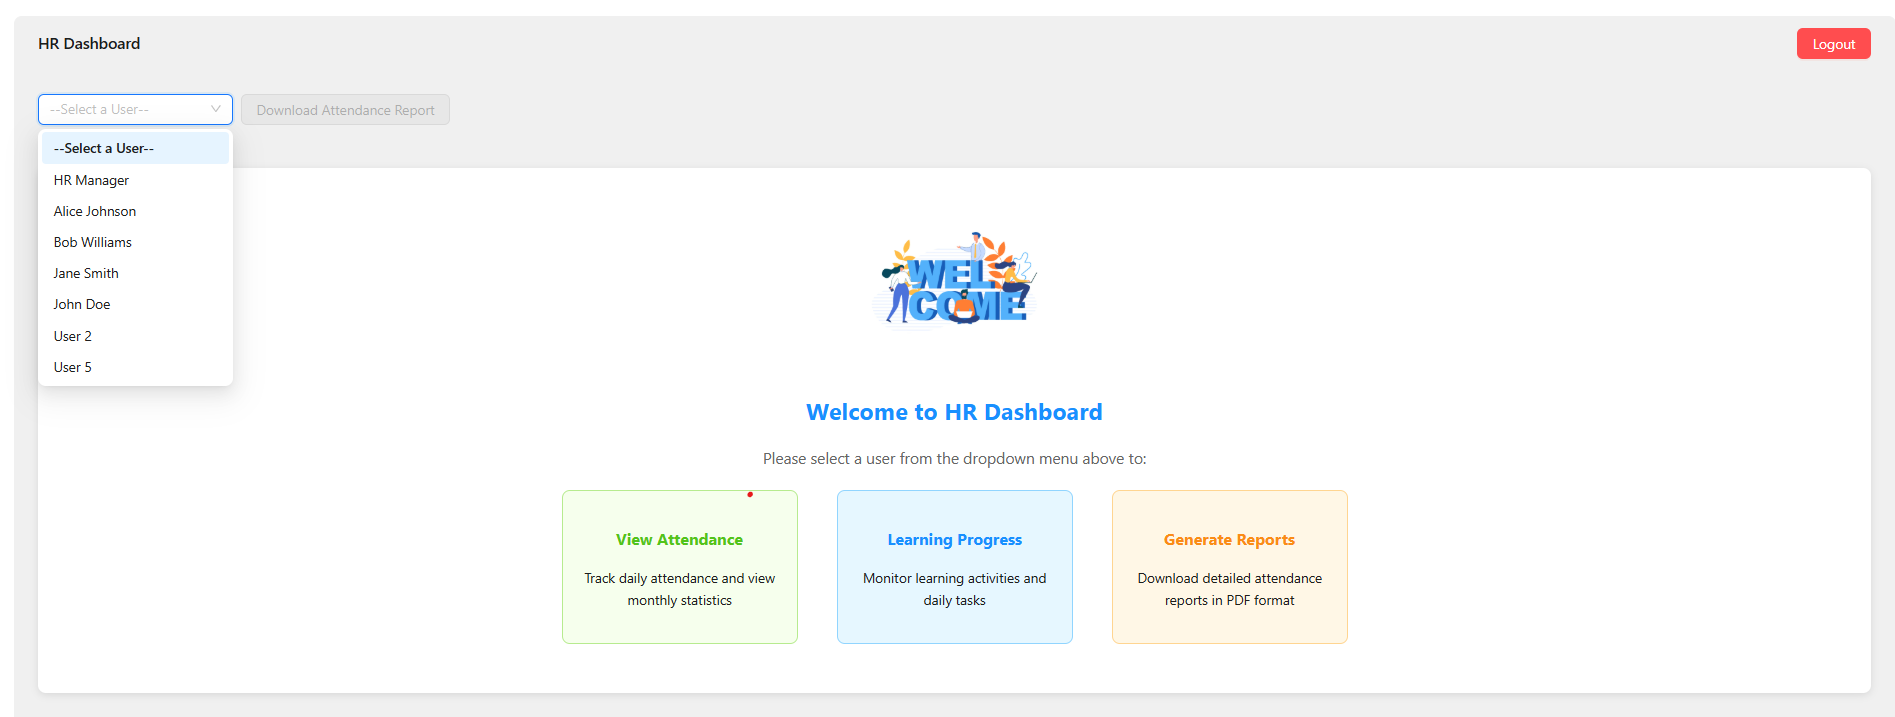 HR Dashboard
Logout
--Select a User--
Download Attendance Report
--Select a User--
HR Manager
Alice Johnson
Bob Williams
Jane Smith
John Doe
User 2
User 5
WEL
COME
Welcome to HR Dashboard
Please select a user from the dropdown menu above to:
View Attendance
Track daily attendance and view
monthly statistics
Learning Progress
Monitor learning activities and
daily tasks
Generate Reports
Download detailed attendance
reports in PDF format